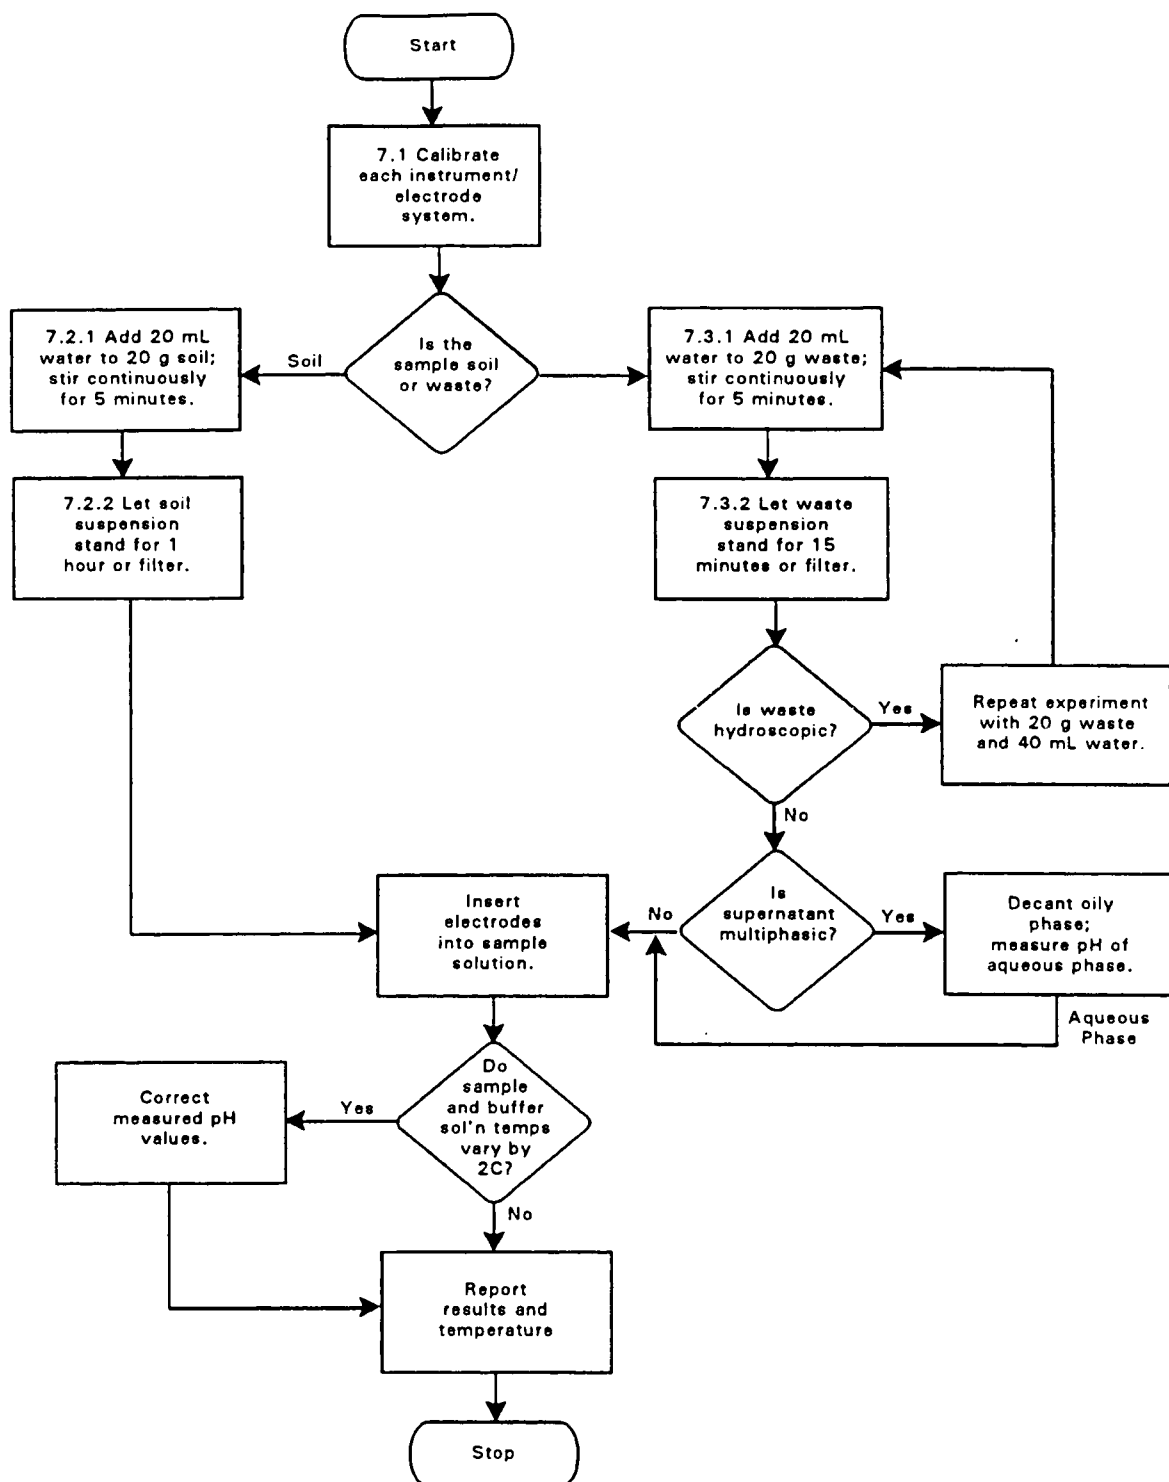 Start
7.1 Calibrate
each instrument/
electrode
system.
Is the
sample soil
or waste?
Soil
7.2.1 Add 20 mL
water to 20 g soil;
stir continuously
for 5 minutes.
7.3.1 Add 20 mL
water to 20 g waste;
stir continuously
for 5 minutes.
7.2.2 Let soil
suspension
stand for 1
hour or filter.
7.3.2 Let waste
suspension
stand for 15
minutes or filter.
Is waste
hydroscopic?
Yes
Repeat experiment
with 20 g waste
and 40 mL water.
No
Is
supernatant
multiphasic?
Yes
Decant oily
phase;
measure pH of
aqueous phase.
Aqueous
Phase
No
Insert
electrodes
into sample
solution.
Do
sample
and buffer
sol'n temps
vary by
2C?
Yes
Correct
measured pH
values.
No
Report
results and
temperature
Stop